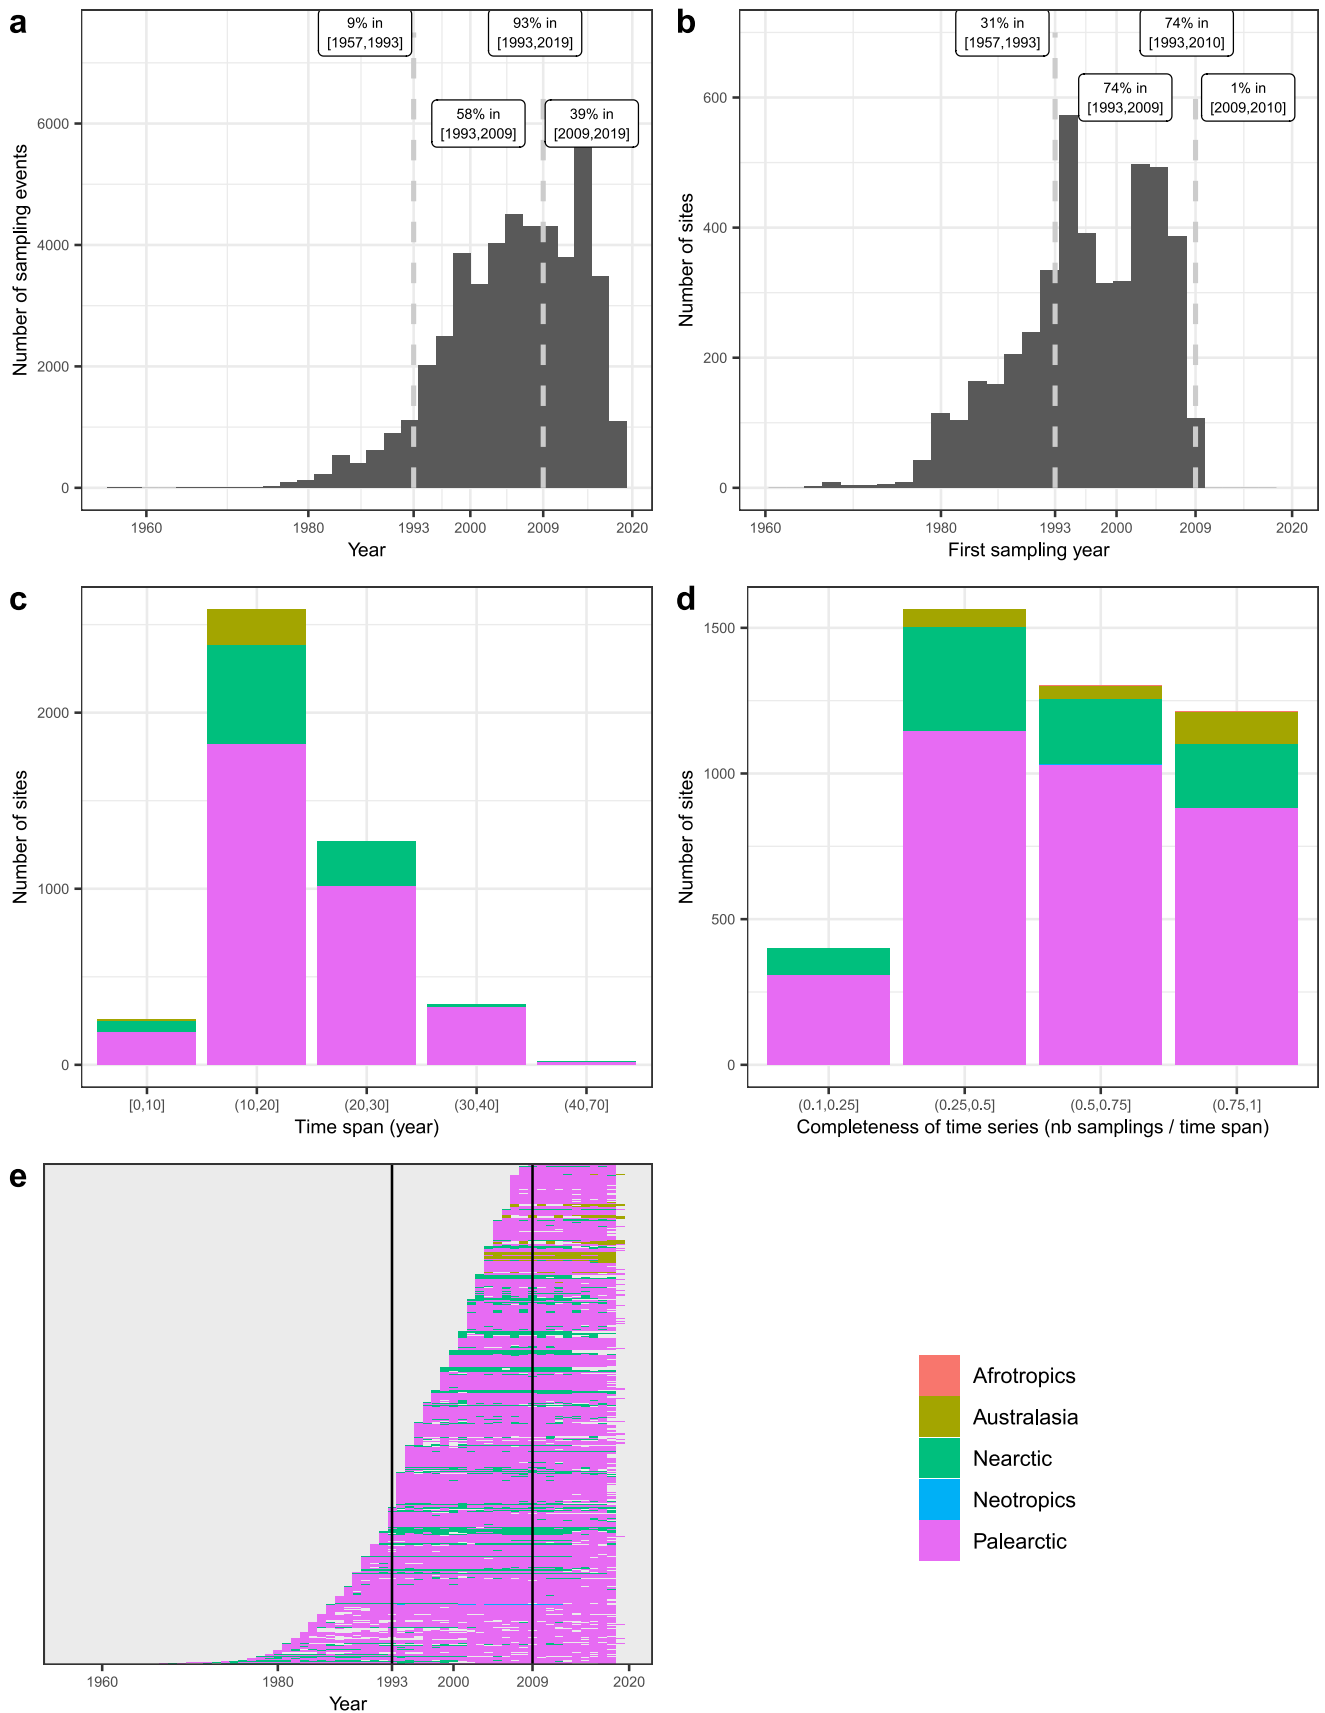 a
9% in
[1957,1993]
93% in
[1993,2019]
58% in
[1993,2009]
39% in
[2009,2019]
Number of sampling events
6000
4000
2000
0
1960
1980
1993
2000
2009
2020
Year
b
31% in
[1957,1993]
74% in
[1993,2010]
74% in
[1993,2009]
1% in
[2009,2010]
Number of sites
600
400
200
0
1960
1980
1993
2000
2009
2020
First sampling year
c
Number of sites
2000
1000
0
[0,10]
(10,20]
(20,30]
(30,40]
(40,70]
Time span (year)
d
Number of sites
1500
1000
500
0
(0.1,0.25]
(0.25,0.5]
(0.5,0.75]
(0.75,1]
Completeness of time series (nb samplings / time span)
e
1960
1980
1993
2000
2009
2020
Year
Afrotropics
Australasia
Nearctic
Neotropics
Palearctic